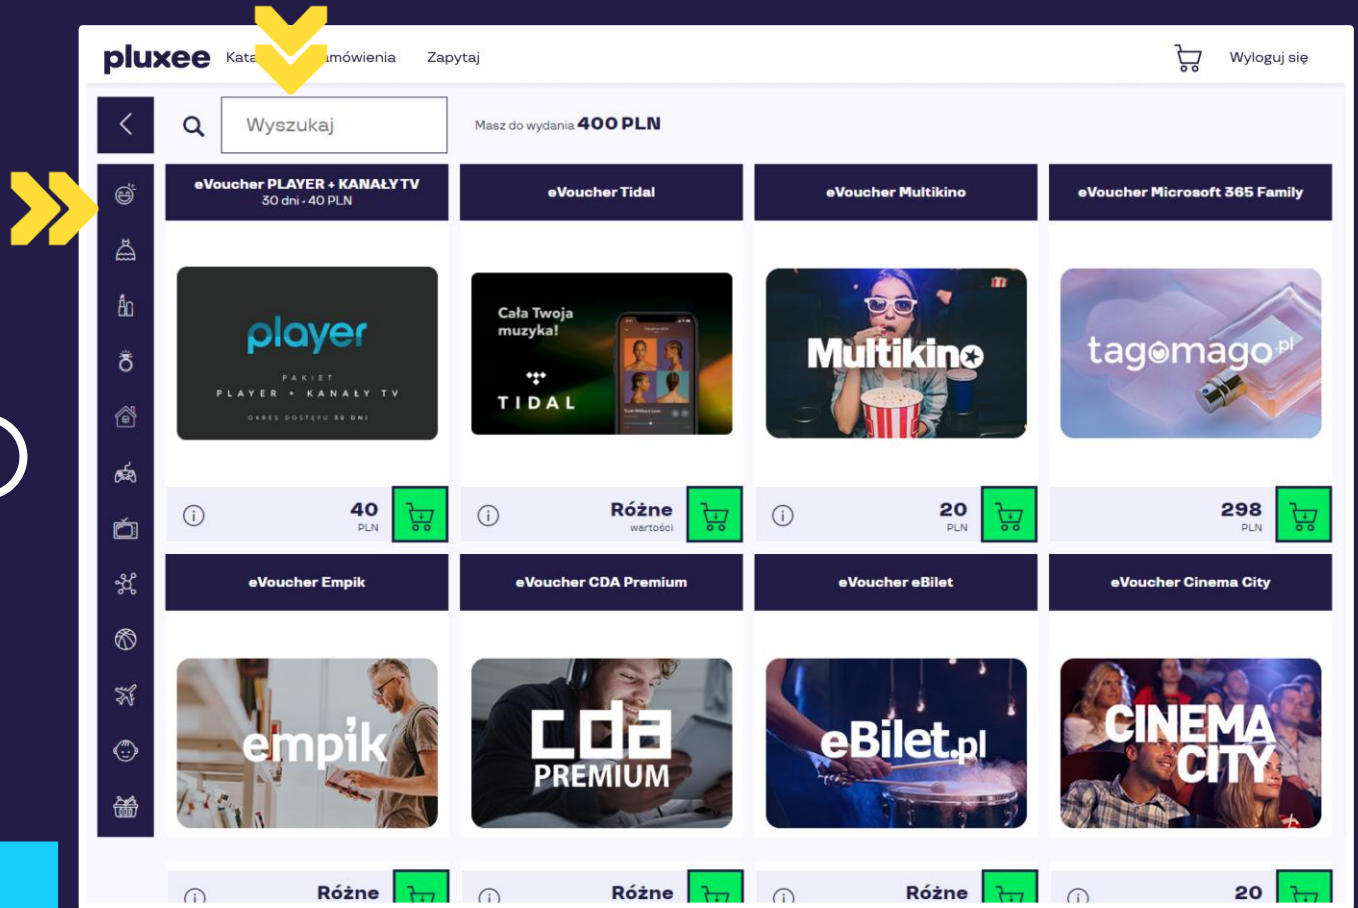 pluxee
Zamówienia
Zapytaj
Wyloguj się
Wyszukaj
Masz do wydania 400 PLN
eVoucher PLAYER + KANAŁY TV
30 dni - 40 PLN
eVoucher Tidal
eVoucher Multikino
eVoucher Microsoft 365 Family
player
PAKIET
PLAYER + KANAŁY TV
OKRES DOSTĘPU 30 DNI
Cała Twoja
muzyka!
TIDAL
Multikino
tagomago.pl
40
PLN
Różne
wartości
20
PLN
298
PLN
eVoucher Empik
eVoucher CDA Premium
eVoucher eBilet
eVoucher Cinema City
empik
cda
PREMIUM
eBilet.pl
CINEMA
CITY
Różne
Różne
Różne
20